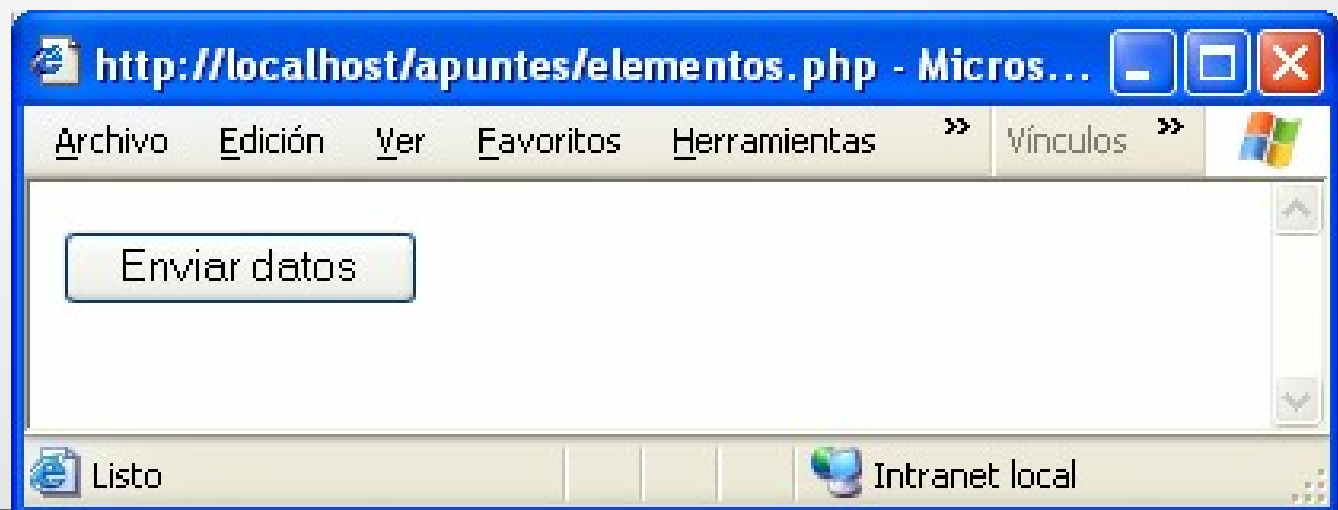 http://localhost/apuntes/elementos.php - Micros...
Archivo Edición Ver Favoritos Herramientas » Vínculos »
Enviar datos
Listo Intranet local